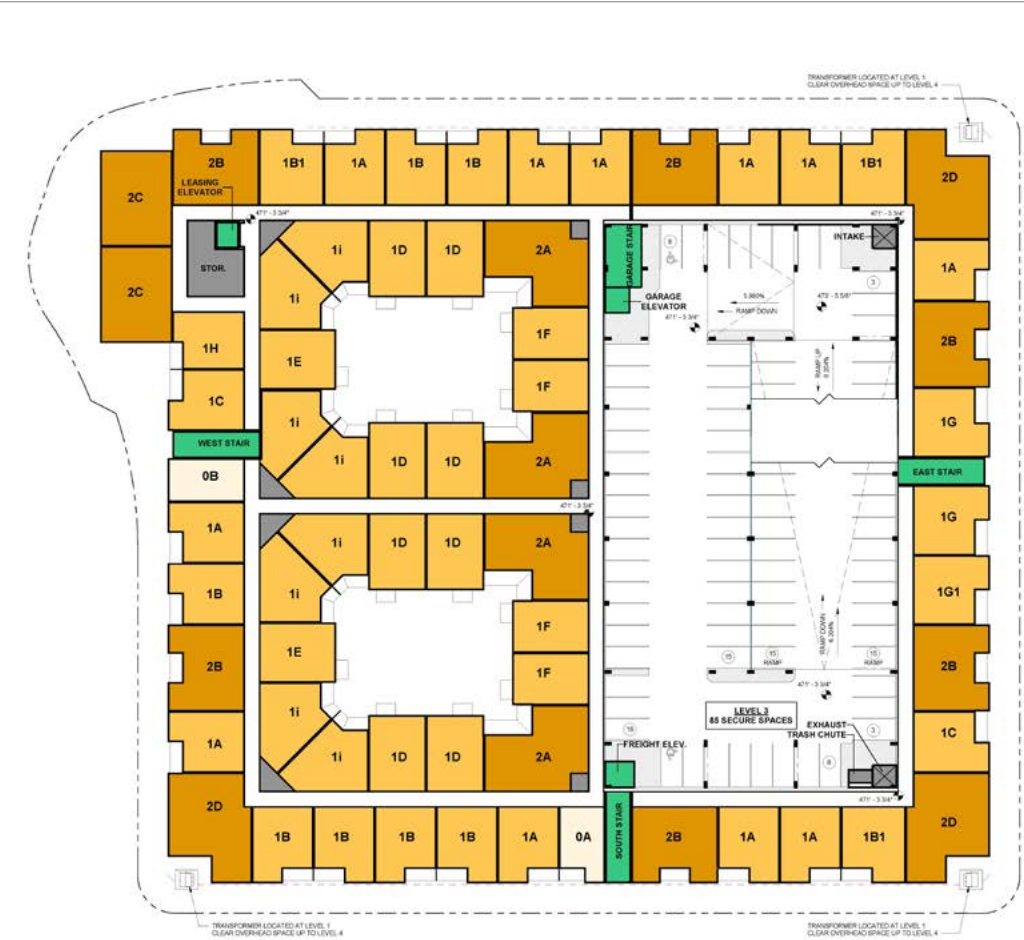 TRANSFORMER LOCATED AT LEVEL 1
CLEAR OVERHEAD SPACE UP TO LEVEL 4
2C
2B
1B1
1A
1B
1B
1A
1A
2B
1A
1A
1B1
2D
LEASING
ELEVATOR
471' - 3 3/4"
471' - 3 3/4"
STOR.
1i
1D
1D
2A
GARAGE STAIR
INTAKE
1A
2C
1i
GARAGE
ELEVATOR
471' - 3 3/4"
5.860%
RAMP DOWN
3
1H
1E
1F
2B
RAMP UP
1C
1F
1i
1G
WEST STAIR
1i
1D
1D
2A
EAST STAIR
0B
471' - 3 3/4"
1A
1i
1D
1D
2A
1G
1B
1i
1G1
1E
1F
RAMP DOWN
2B
1F
15
15
RAMP
15
RAMP
2B
471' - 3 3/4"
1i
LEVEL 3
85 SECURE SPACES
1A
1i
1D
1D
2A
FREIGHT ELEV.
EXHAUST
TRASH CHUTE
3
8
1C
471' - 3 3/4"
2D
1B
1B
1B
1B
1A
0A
SOUTH STAIR
2B
1A
1A
1B1
2D
TRANSFORMER LOCATED AT LEVEL 1
CLEAR OVERHEAD SPACE UP TO LEVEL 4
TRANSFORMER LOCATED AT LEVEL 1
CLEAR OVERHEAD SPACE UP TO LEVEL 4